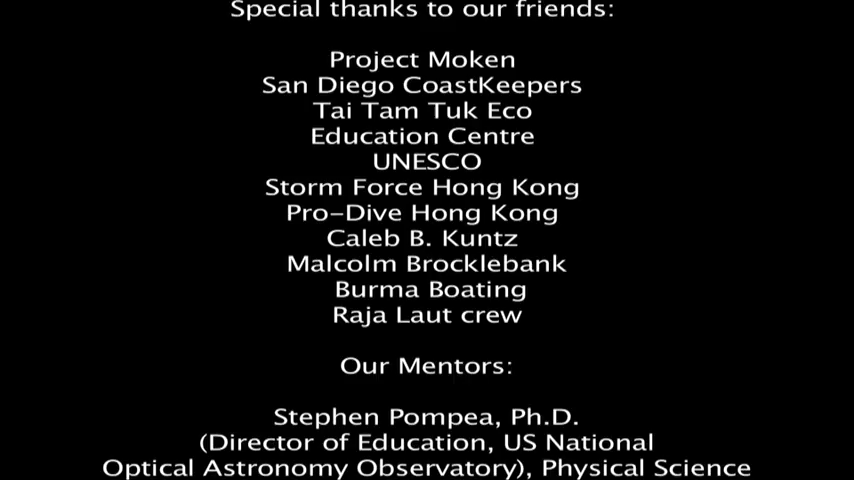 Special thanks to our friends:
Project Moken
San Diego CoastKeepers
Tai Tam Tuk Eco
Education Centre
UNESCO
Storm Force Hong Kong
Pro-Dive Hong Kong
Caleb B. Kuntz
Malcolm Brocklebank
Burma Boating
Raja Laut crew
Our Mentors:
Stephen Pompea, Ph.D.
(Director of Education, US National
Optical Astronomy Observatory), Physical Science